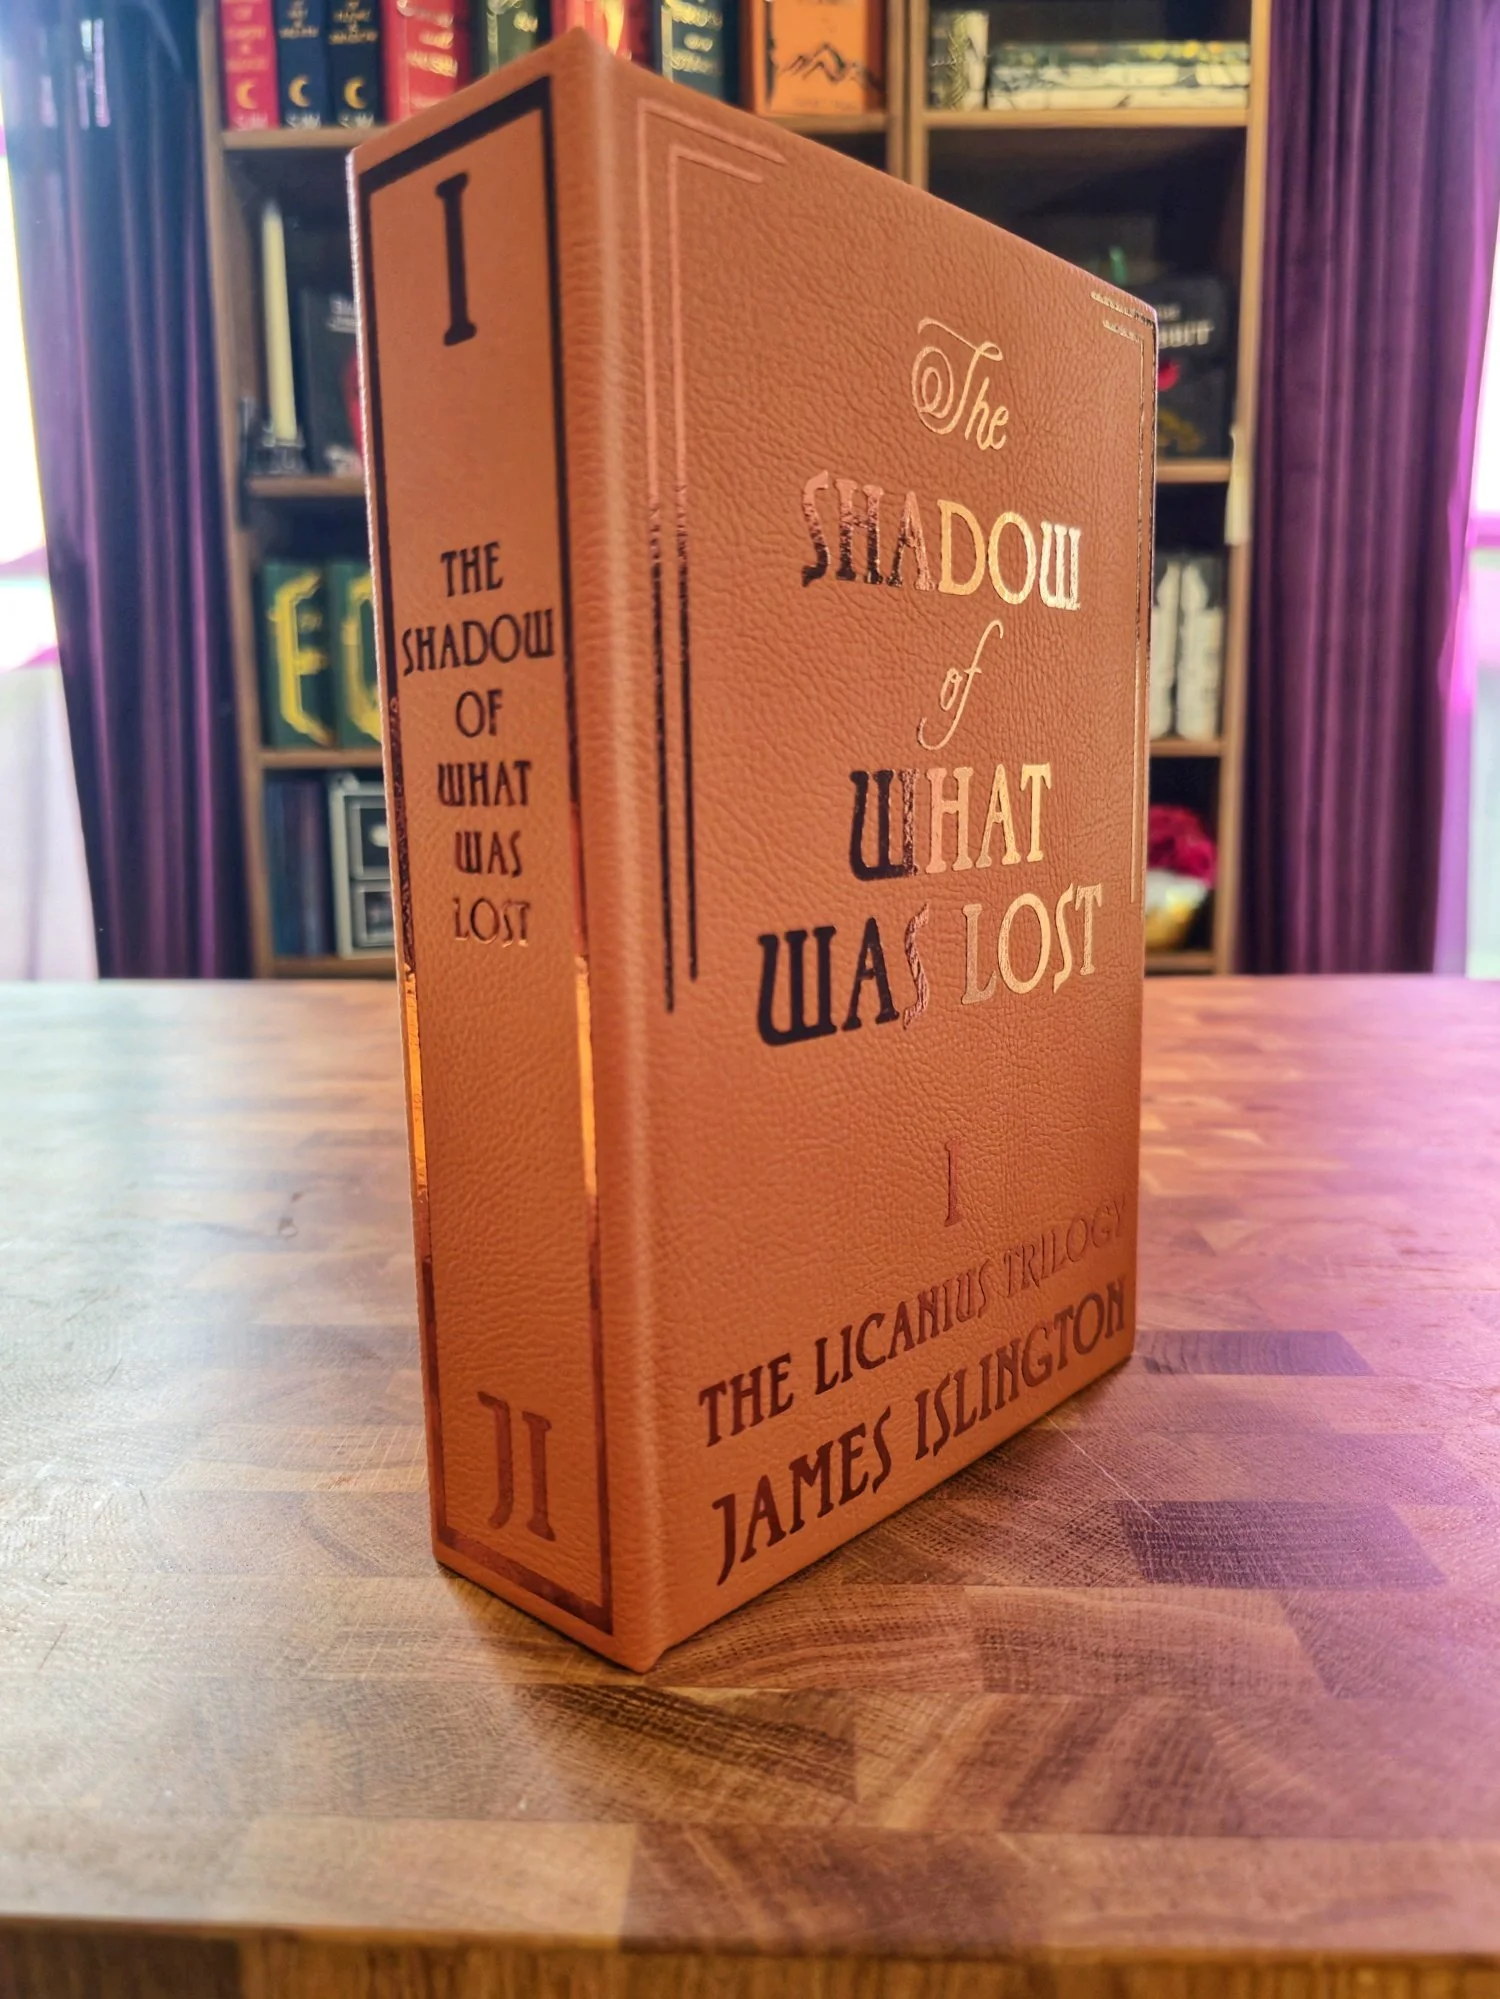 I
THE
SHADOW
OF
WHAT
WAS
LOST
JI
The
SHADOW
of
WHAT
WAS LOST
I
THE LICANIUS TRILOGY
JAMES ISLINGTON